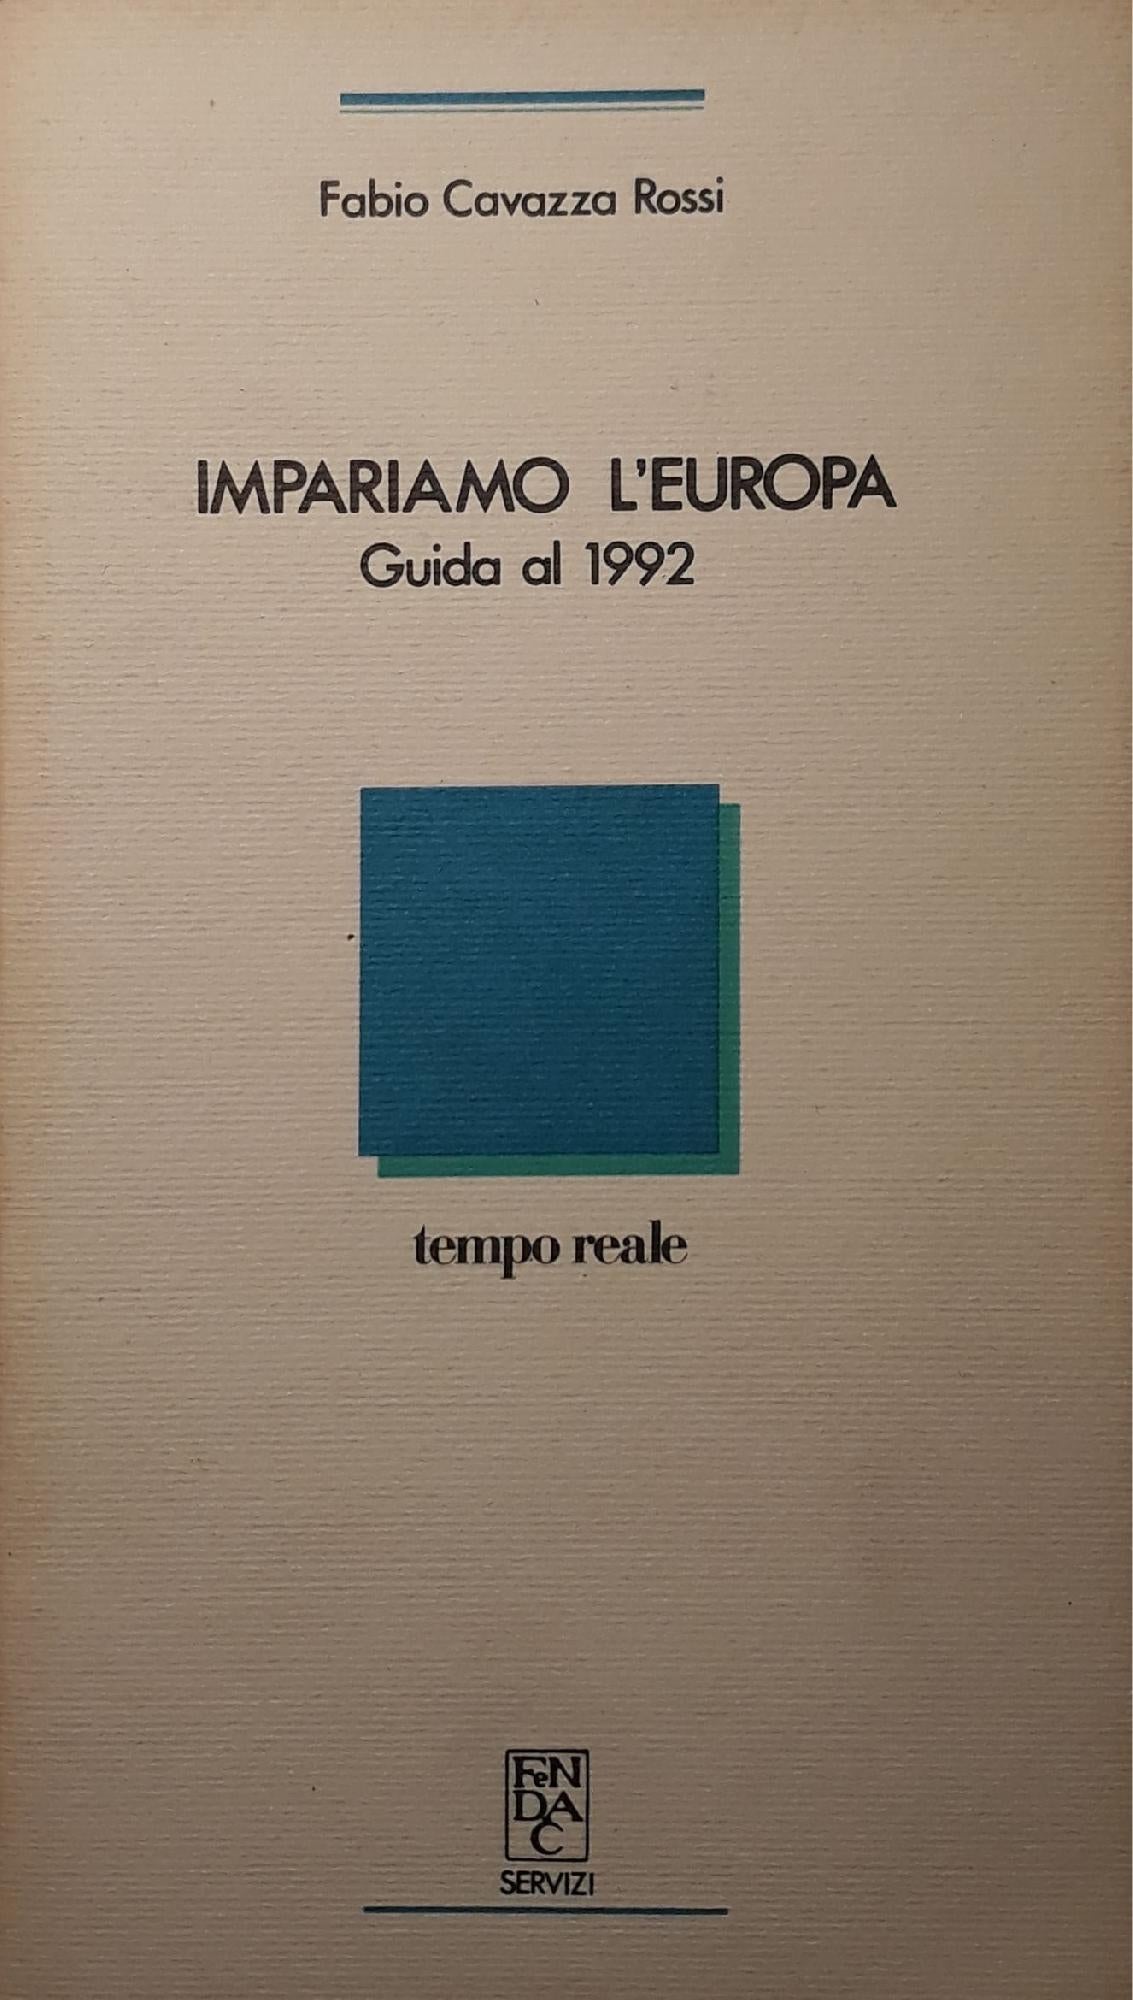 Fabio Cavazza Rossi
IMPARIAMO L'EUROPA
Guida al 1992
tempo reale
FeN
DA
C
SERVIZI